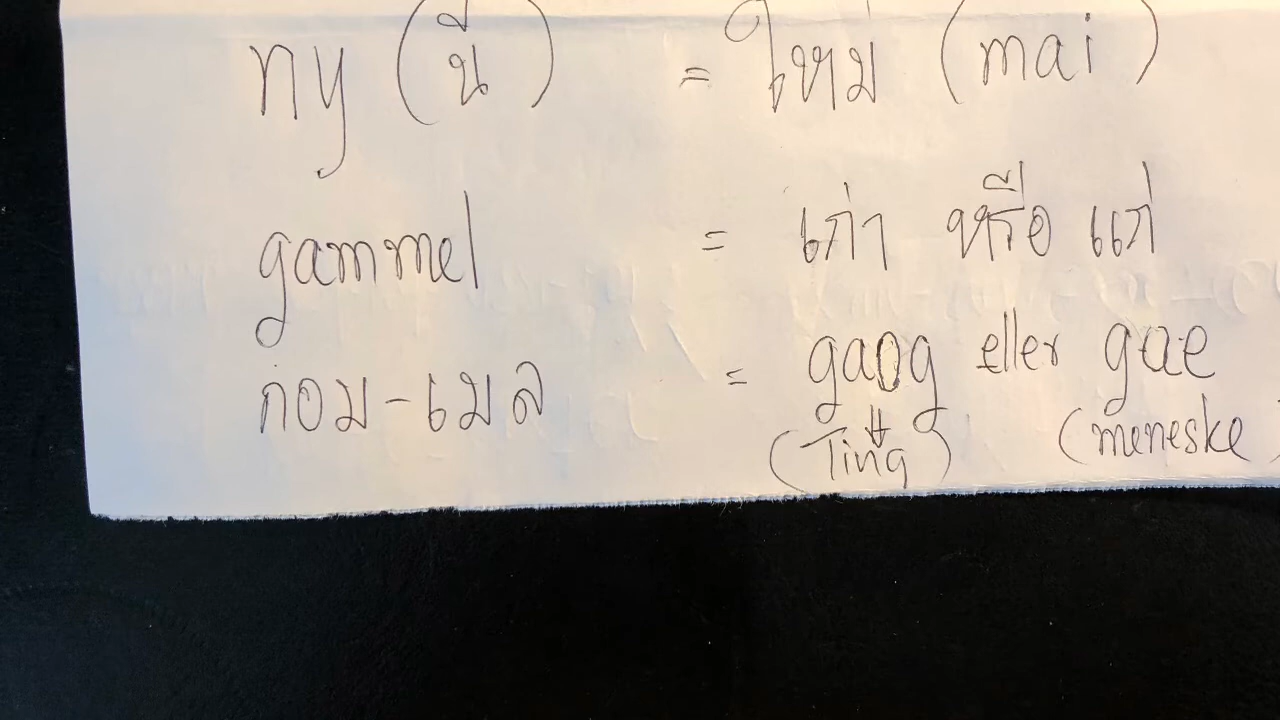 ny (นี) = ใหม่ (mai)
gammel = เก่า หรือ แก่
ก่อม-เมล = gaog eller gae
(Ting) (meneske)